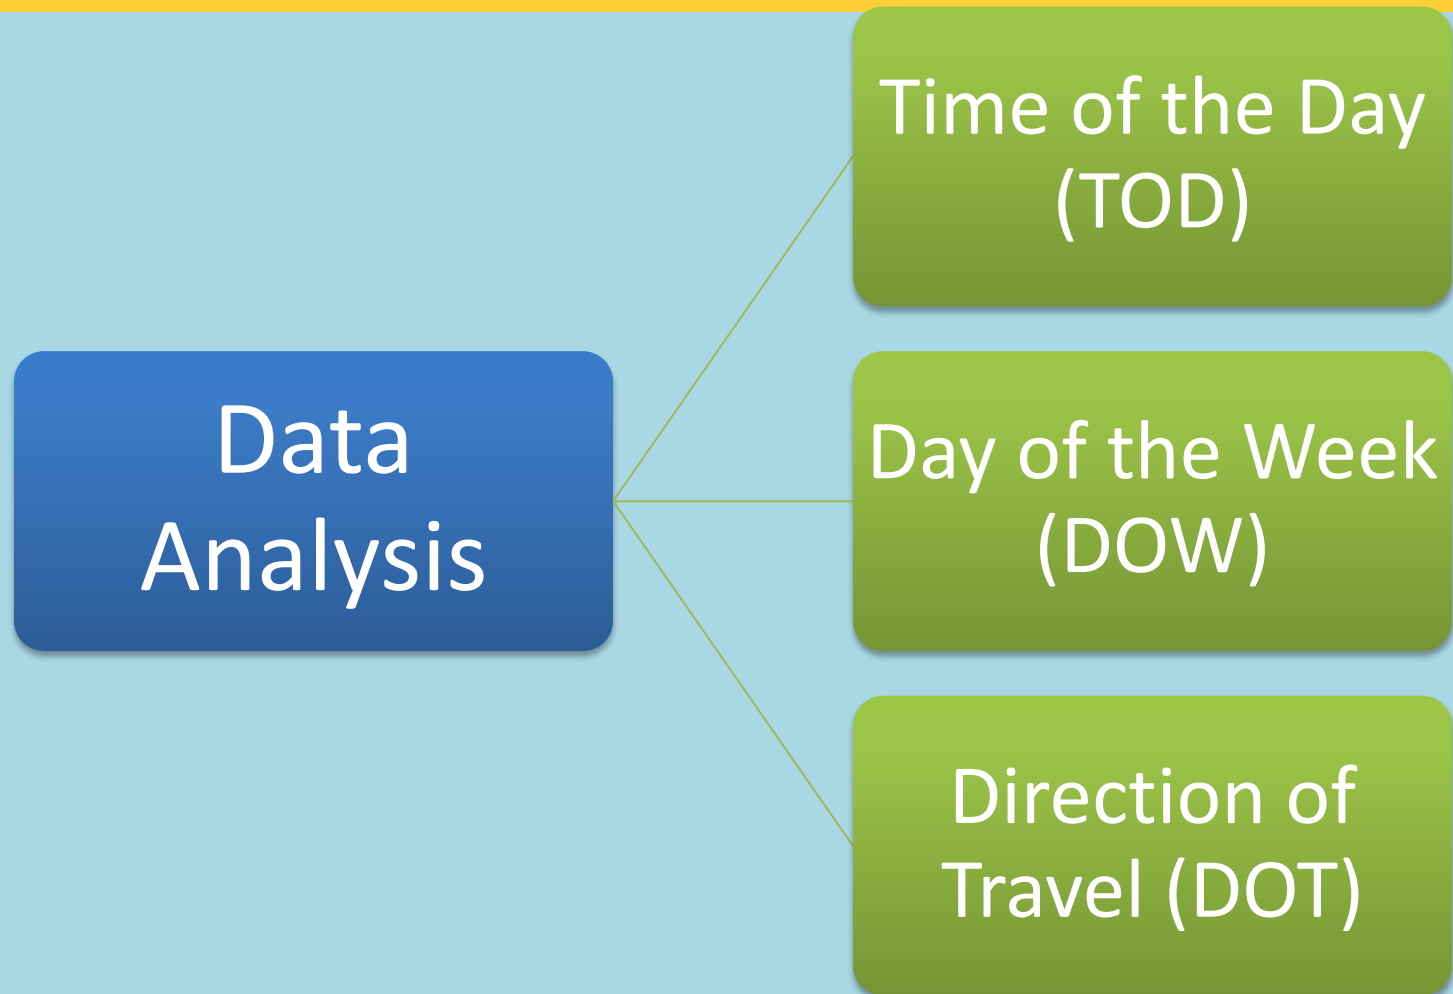 Data
Analysis
Time of the Day
(TOD)
Day of the Week
(DOW)
Direction of
Travel (DOT)